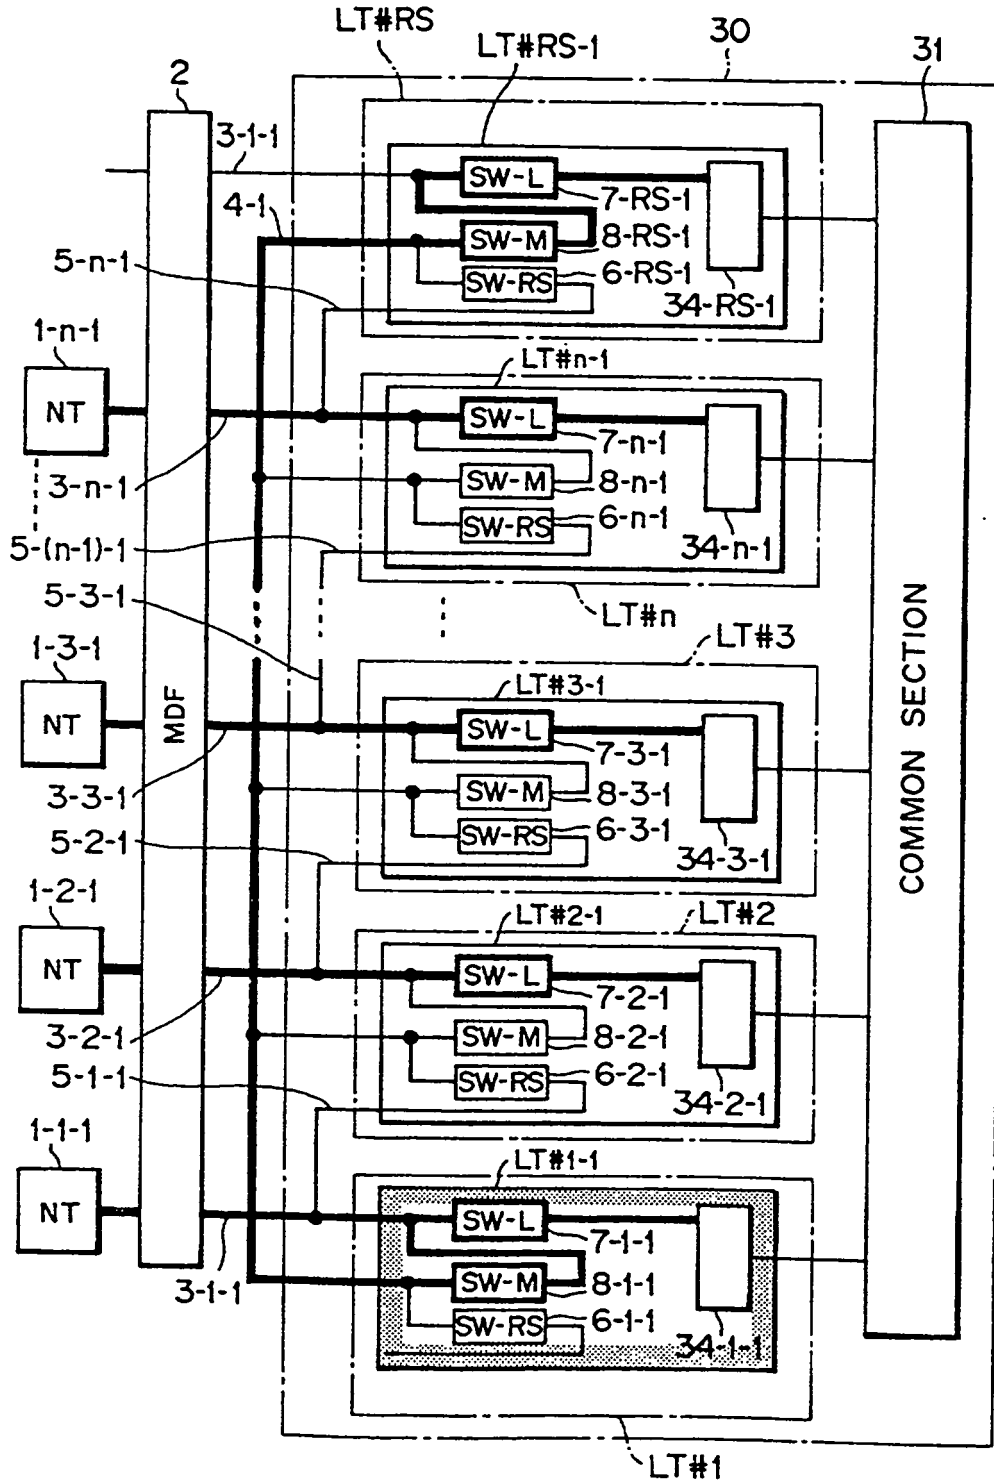 LT#RS
LT#RS-1
30
31
2
3-1-1
SW-L
7-RS-1
4-1
SW-M
8-RS-1
5-n-1
SW-RS
6-RS-1
34-RS-1
1-n-1
LT#n-1
NT
SW-L
7-n-1
3-n-1
SW-M
8-n-1
SW-RS
6-n-1
5-(n-1)-1
34-n-1
5-3-1
LT#n
1-3-1
LT#3
LT#3-1
NT
MDF
SW-L
7-3-1
COMMON SECTION
3-3-1
SW-M
8-3-1
5-2-1
SW-RS
6-3-1
34-3-1
1-2-1
LT#2-1
LT#2
NT
SW-L
7-2-1
3-2-1
SW-M
8-2-1
5-1-1
SW-RS
6-2-1
34-2-1
1-1-1
LT#1-1
NT
SW-L
7-1-1
3-1-1
SW-M
8-1-1
SW-RS
6-1-1
34-1-1
LT#1